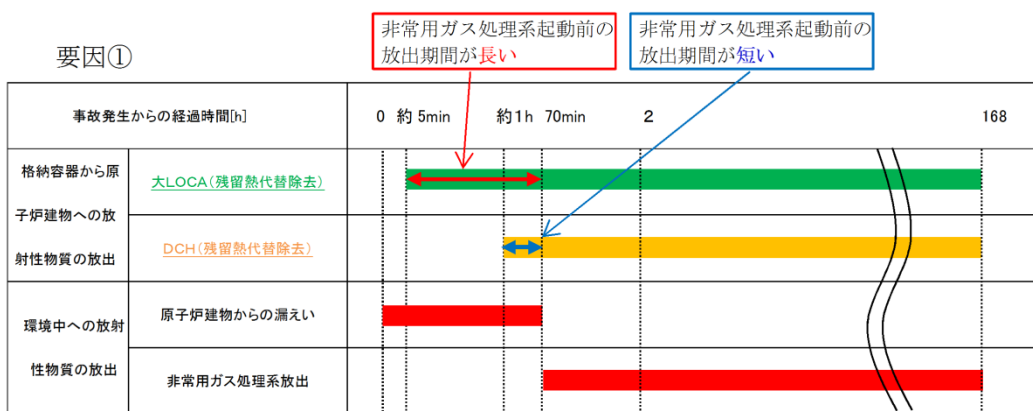 要因①
非常用ガス処理系起動前の
放出期間が長い
非常用ガス処理系起動前の
放出期間が短い
事故発生からの経過時間[h]
0 約 5min 約1h 70min 2 168
格納容器から原
子炉建物への放
射性物質の放出
大LOCA(残留熱代替除去)
DCH(残留熱代替除去)
環境中への放射
性物質の放出
原子炉建物からの漏えい
非常用ガス処理系放出